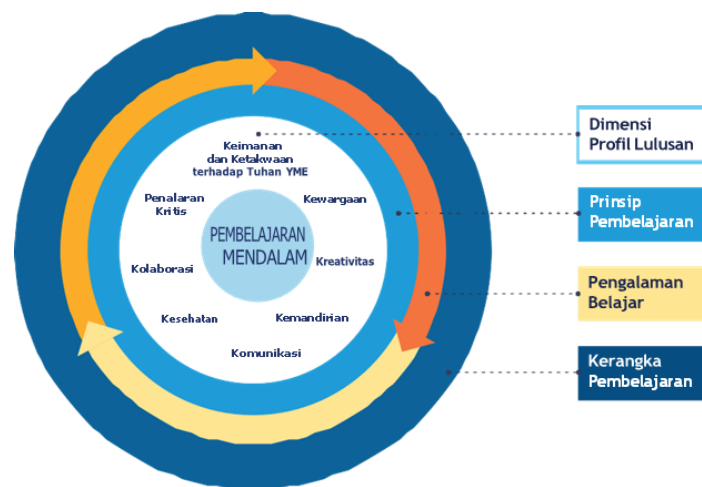 Keimanan
dan Ketakwaan
terhadap Tuhan YME
Penalaran
Kritis
Kewargaan
PEMBELAJARAN
MENDALAM
Kreativitas
Kolaborasi
Kesehatan
Kemandirian
Komunikasi
Dimensi
Profil Lulusan
Prinsip
Pembelajaran
Pengalaman
Belajar
Kerangka
Pembelajaran